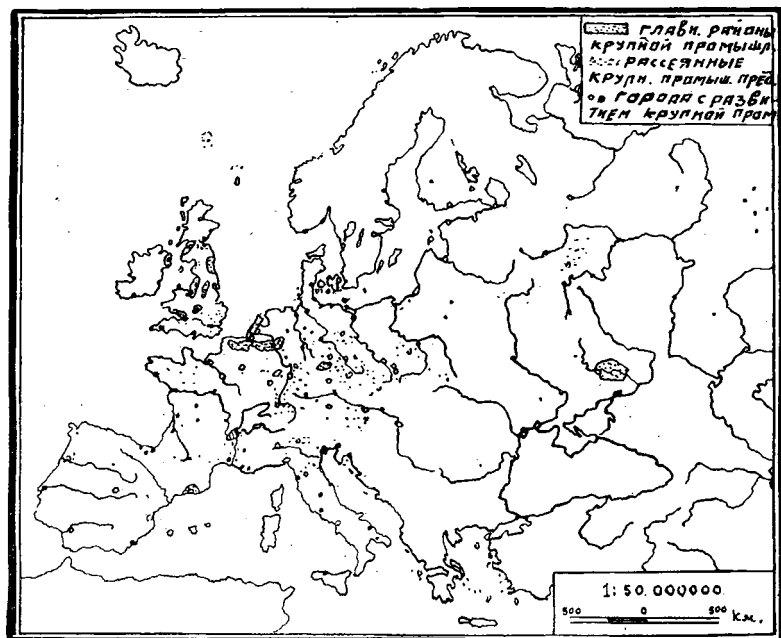 ГЛАВН. РАЙОНЫ
КРУПНОЙ ПРОМЫШЛ
РАССЕЯННЫЕ
КРУПН. ПРОМЫШ. ПРЕД
ГОРОДА С РАЗВИ-
ТИЕМ КРУПНОЙ ПРОМ
1:50.000000.
500 0 500 км.